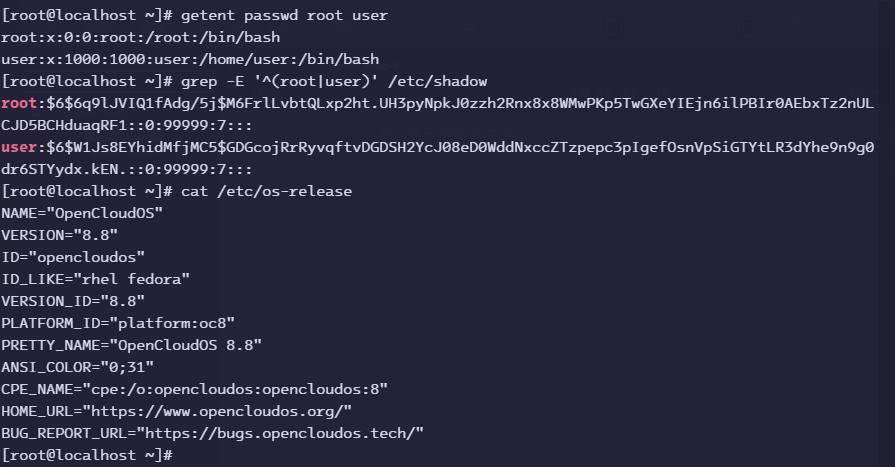 [root@localhost ~]# getent passwd root user
root:x:0:0:root:/root:/bin/bash
user:x:1000:1000:user:/home/user:/bin/bash
[root@localhost ~]# grep -E '^(root|user)' /etc/shadow
root:$6$6q9lJVIQ1fAdg/5j$M6FrlLvbtQLxp2ht.UH3pyNpkJ0zzh2Rnx8x8WMwPKp5TwGXeYIEjn6ilPBIr0AEbxTz2nUL
CJD5BCHduaqRF1::0:99999:7:::
user:$6$W1Js8EYhidMfjMC5$GDGcojRrRyvqftvDGDSH2YcJ08eD0WddNxccZTzpepc3pIgefOsnVpSiGTYtLR3dYhe9n9g0
dr6STYydx.kEN.::0:99999:7:::
[root@localhost ~]# cat /etc/os-release
NAME="OpenCloudOS"
VERSION="8.8"
ID="opencloudos"
ID_LIKE="rhel fedora"
VERSION_ID="8.8"
PLATFORM_ID="platform:oc8"
PRETTY_NAME="OpenCloudOS 8.8"
ANSI_COLOR="0;31"
CPE_NAME="cpe:/o:opencloudos:opencloudos:8"
HOME_URL="https://www.opencloudos.org/"
BUG_REPORT_URL="https://bugs.opencloudos.tech/"
[root@localhost ~]#